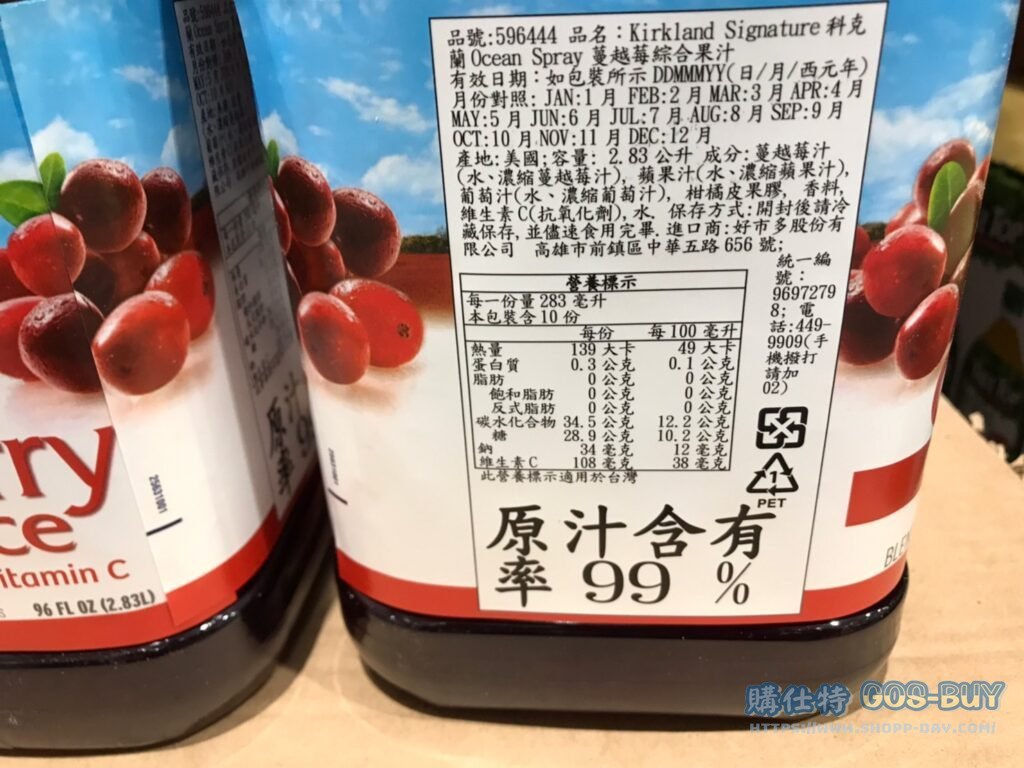 品號:596444 品名:Kirkland Signature 科克
蘭 Ocean Spray 蔓越莓綜合果汁
有效日期:如包裝所示 DDMMMYY(日/月/西元年)
月份對照: JAN:1月 FEB:2月 MAR:3月 APR:4月
MAY:5月 JUN:6月 JUL:7月 AUG:8月 SEP:9月
OCT:10月 NOV:11月 DEC:12月
產地:美國;容量: 2.83 公升 成分:蔓越莓汁
(水、濃縮蔓越莓汁), 蘋果汁(水、濃縮蘋果汁),
葡萄汁(水、濃縮葡萄汁), 柑橘皮果膠, 香料,
維生素C(抗氧化劑),水. 保存方式:開封後請冷
藏保存,並儘速食用完畢.進口商:好市多股份有
限公司 高雄市前鎮區中華五路 656 號;
統一編
號:
9697279
8; 電
話:449-
9909(手
機撥打
請加
02)
營養標示
每一份量 283 毫升
本包裝含 10 份
每份 每 100 毫升
熱量 139 大卡 49 大卡
蛋白質 0.3 公克 0.1 公克
脂肪 0 公克 0 公克
飽和脂肪 0 公克 0 公克
反式脂肪 0 公克 0 公克
碳水化合物 34.5 公克 12.2 公克
糖 28.9 公克 10.2 公克
鈉 34 毫克 12 毫克
維生素C 108 毫克 38 毫克
此營養標示適用於台灣
1
PET
原汁含有
率 99 %
rry
ce
itamin C
96 FL OZ (2.83L)
25631001
BLE
購仕特 GOS-BUY
HTTPS://WWW.SHOPP-DAY.COM/